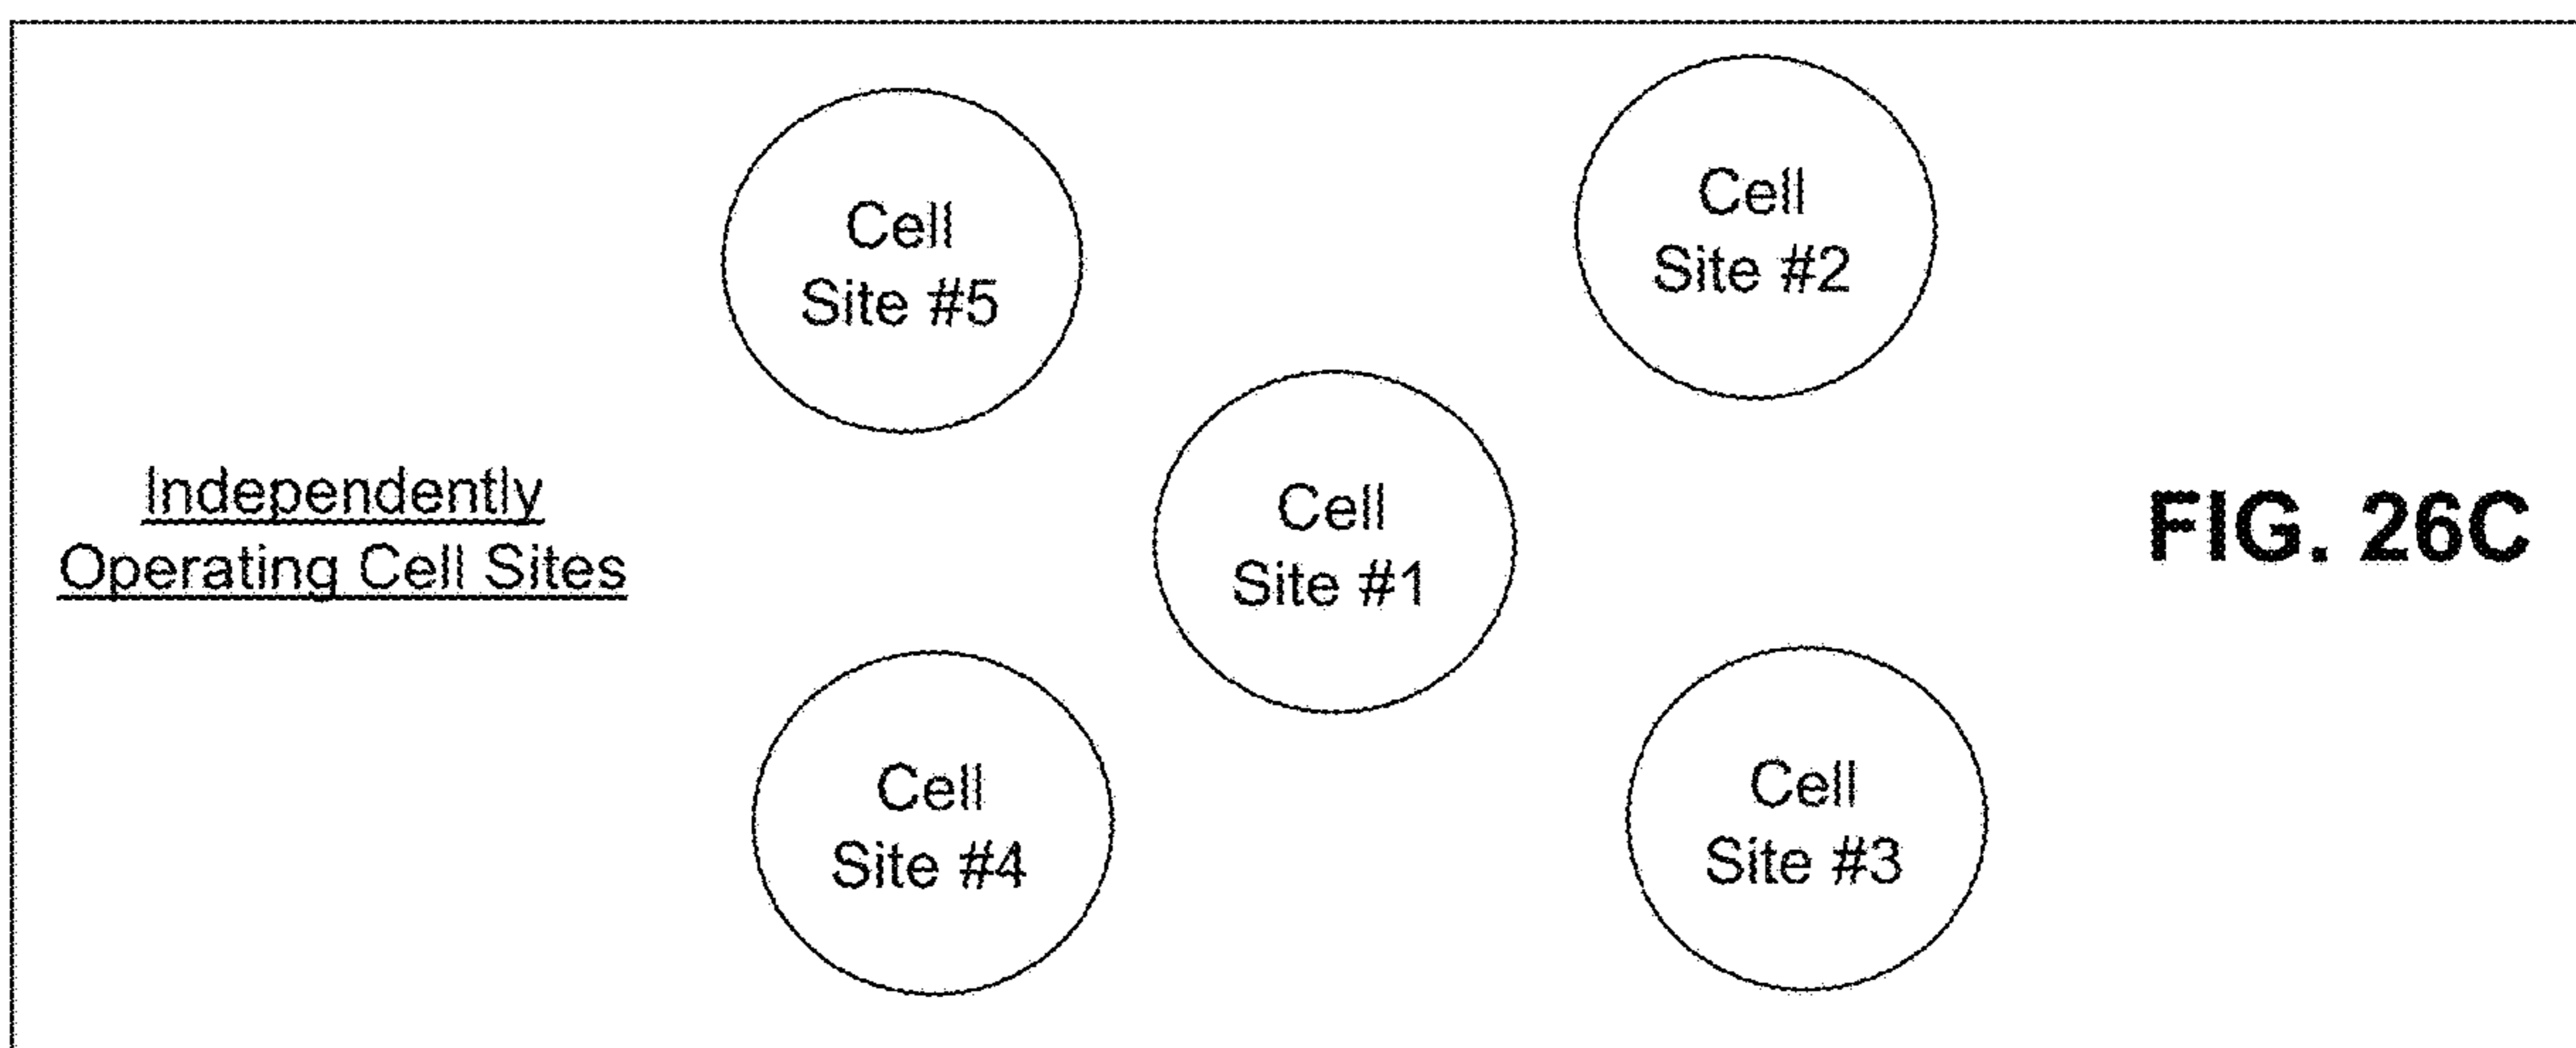 Independently
Operating Cell Sites
Cell
Site #5
Cell
Site #2
Cell
Site #1
Cell
Site #4
Cell
Site #3
FIG. 26C